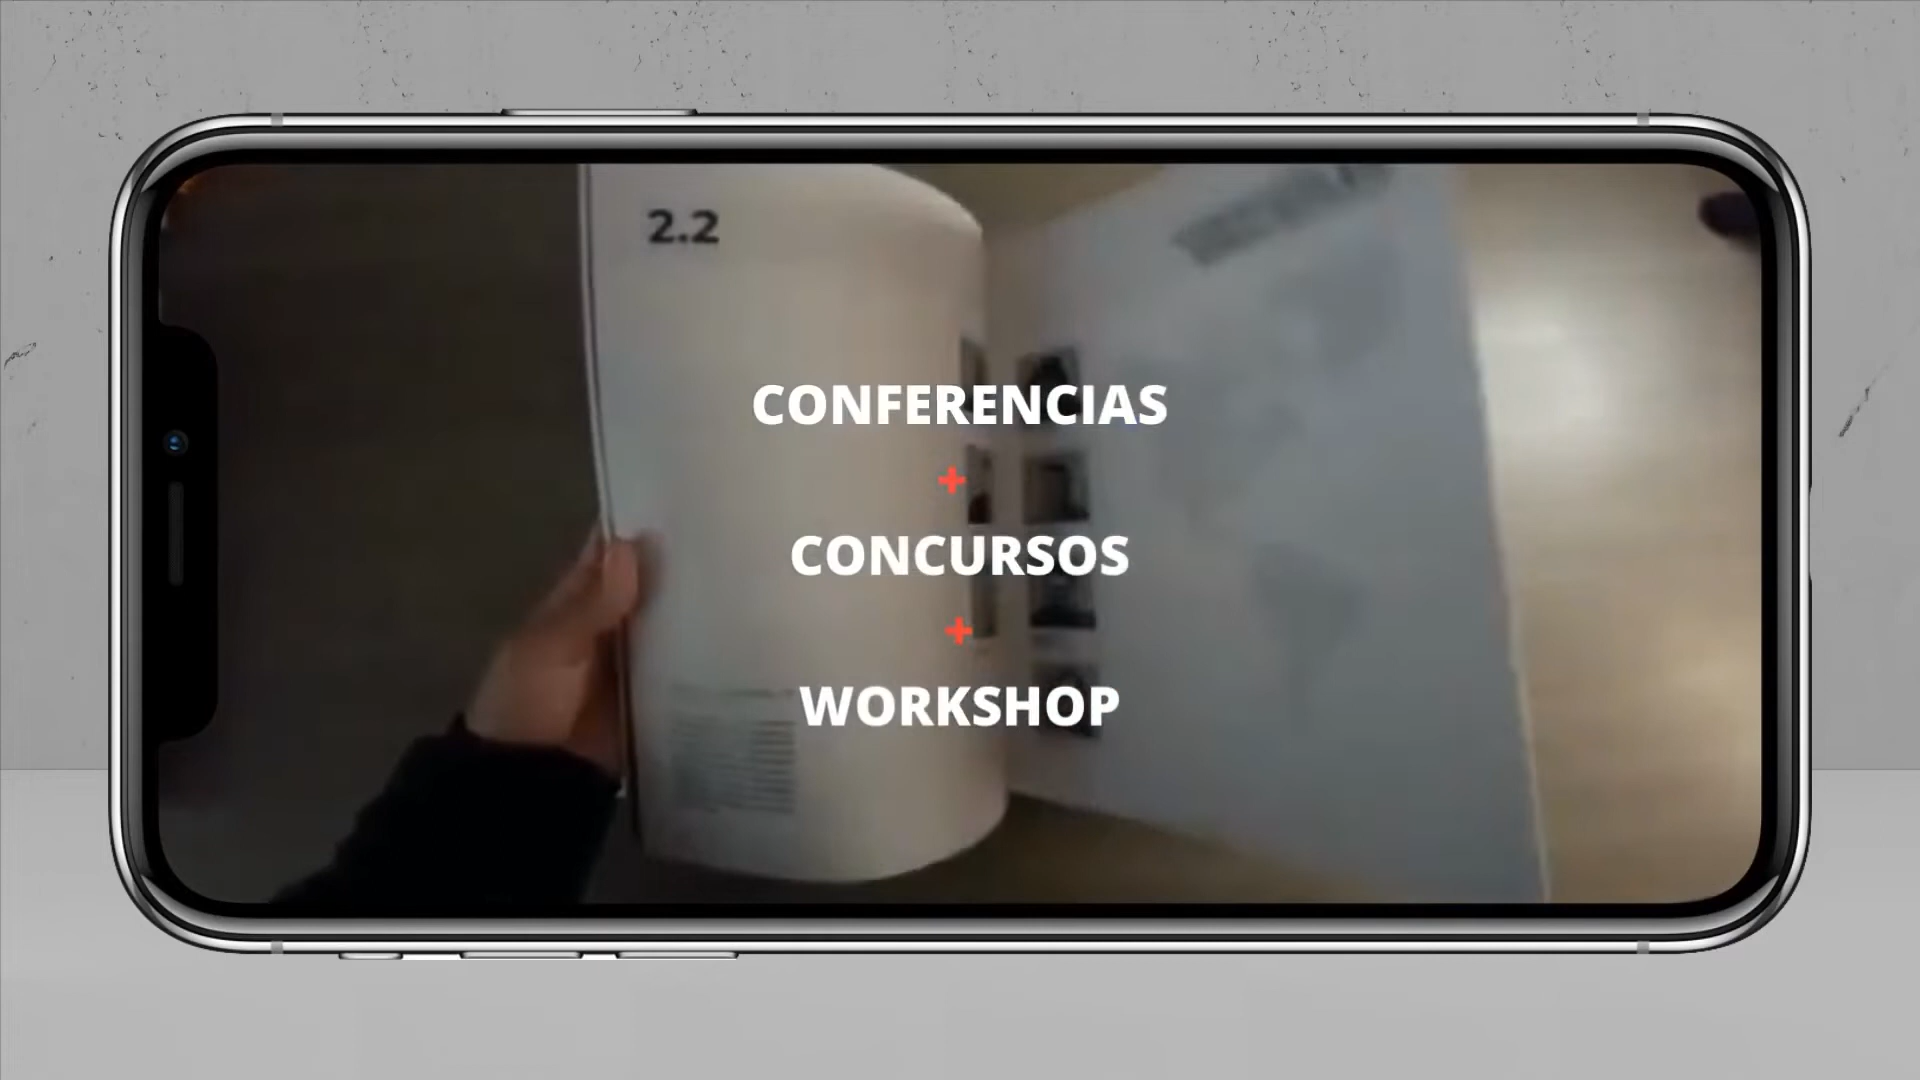 2.2
CONFERENCIAS
+
CONCURSOS
+
WORKSHOP